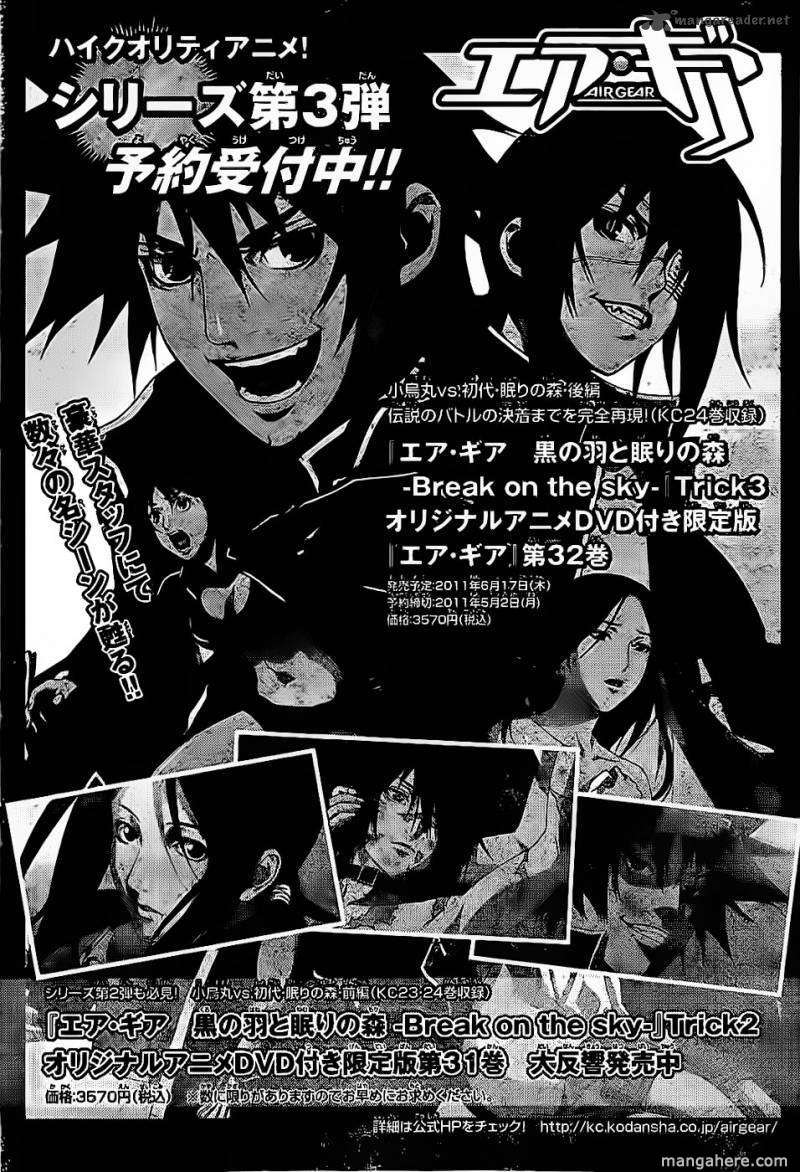 mangareader.net
ハイクオリティアニメ!
シリーズ第3弾
予約受付中!!
エア・ギア
AIR GEAR
小烏丸vs.初代・眠りの森・後編
伝説のバトルの決着までを完全再現!(KC24巻収録)
『エア・ギア 黒の羽と眠りの森
-Break on the sky-』Trick3
オリジナルアニメDVD付き限定版
『エア・ギア』第32巻
発売予定:2011年6月17日(木)
予約締切:2011年5月2日(月)
価格:3570円(税込)
豪華スタッフにて
数々の名シーンが甦る!!
シリーズ第2弾も必見! 小烏丸vs.初代・眠りの森・前編(KC23・24巻収録)
『エア・ギア 黒の羽と眠りの森 -Break on the sky-』Trick2
オリジナルアニメDVD付き限定版第31巻 大反響発売中
価格:3570円(税込) ※数に限りがありますのでお早めにお求めください。
詳細は公式HPをチェック! http://kc.kodansha.co.jp/airgear/
mangahere.com